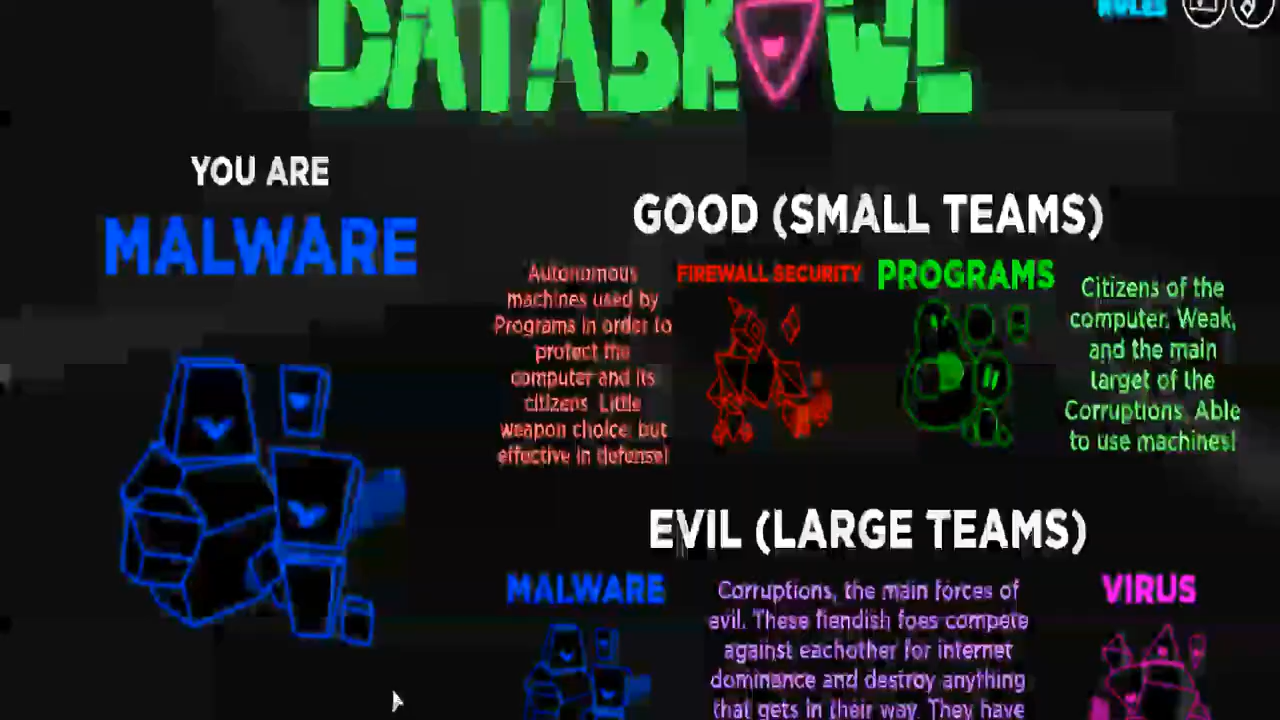 DATABRAWL
RULES
YOU ARE
MALWARE
GOOD (SMALL TEAMS)
FIREWALL SECURITY
Autonomous
machines used by
Programs in order to
protect the
computer and its
citizens. Little
weapon choice, but
effective in defense!
PROGRAMS
Citizens of the
computer. Weak,
and the main
target of the
Corruptions. Able
to use machines!
EVIL (LARGE TEAMS)
MALWARE
Corruptions, the main forces of
evil. These fiendish foes compete
against eachother for internet
dominance and destroy anything
that gets in their way. They have
VIRUS